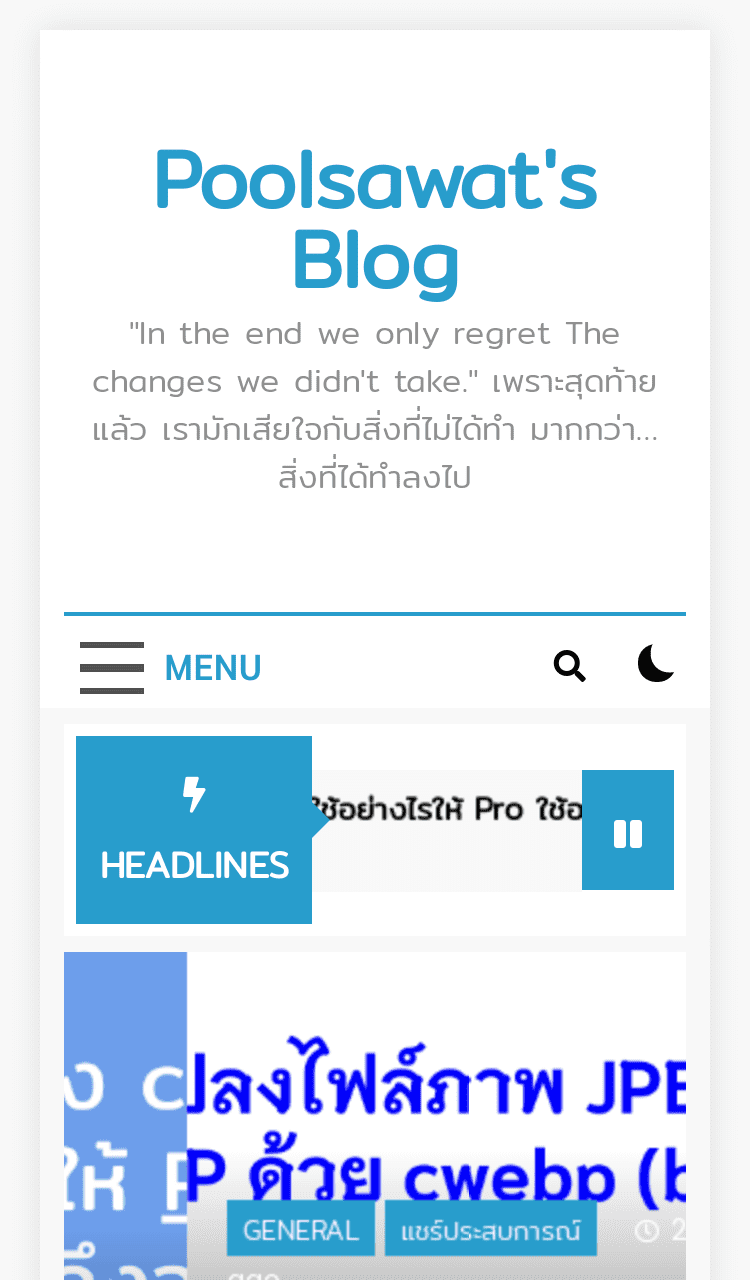 Poolsawat's
Blog
"In the end we only regret The
changes we didn't take." เพราะสุดท้าย
แล้ว เรามักเสียใจกับสิ่งที่ไม่ได้ทำ มากกว่า...
สิ่งที่ได้ทำลงไป
MENU
HEADLINES
ใช้อย่างไรให้ Pro ใช้อ
ปลงไฟล์ภาพ JPE
P ด้วย cwebp (b
ให้ P
GENERAL แชร์ประสบการณ์ 2
ago